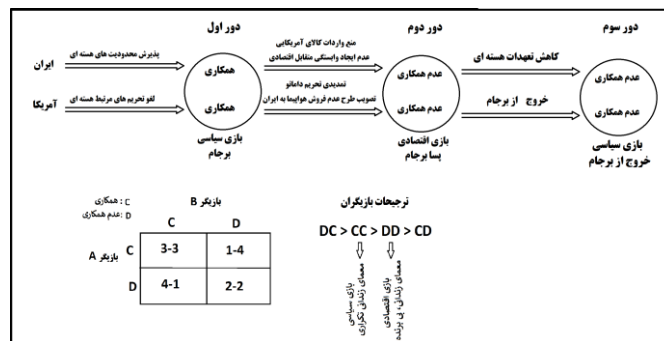 دور اول
دور دوم
دور سوم
ایران
پذیرش محدودیت های هسته ای
همکاری
منع واردات کالای آمریکایی
عدم ایجاد وابستگی متقابل اقتصادی
عدم همکاری
کاهش تعهدات هسته ای
عدم همکاری
آمریکا
لغو تحریم های مرتبط هسته ای
همکاری
تمدیدی تحریم داماتو
تصویب طرح عدم فروش هواپیما به ایران
عدم همکاری
خروج از برجام
عدم همکاری
بازی سیاسی
برجام
بازی اقتصادی
پسا برجام
بازی سیاسی
خروج از برجام
C : همکاری
D :عدم همکاری
بازیگر B
C D
بازیگر A
C 3-3 1-4
D 4-1 2-2
ترجیحات بازیگران
DC > CC > DD > CD
بازی سیاسی
معمای زندانی تکراری
بازی اقتصادی
معمای زندانی، بی برنده